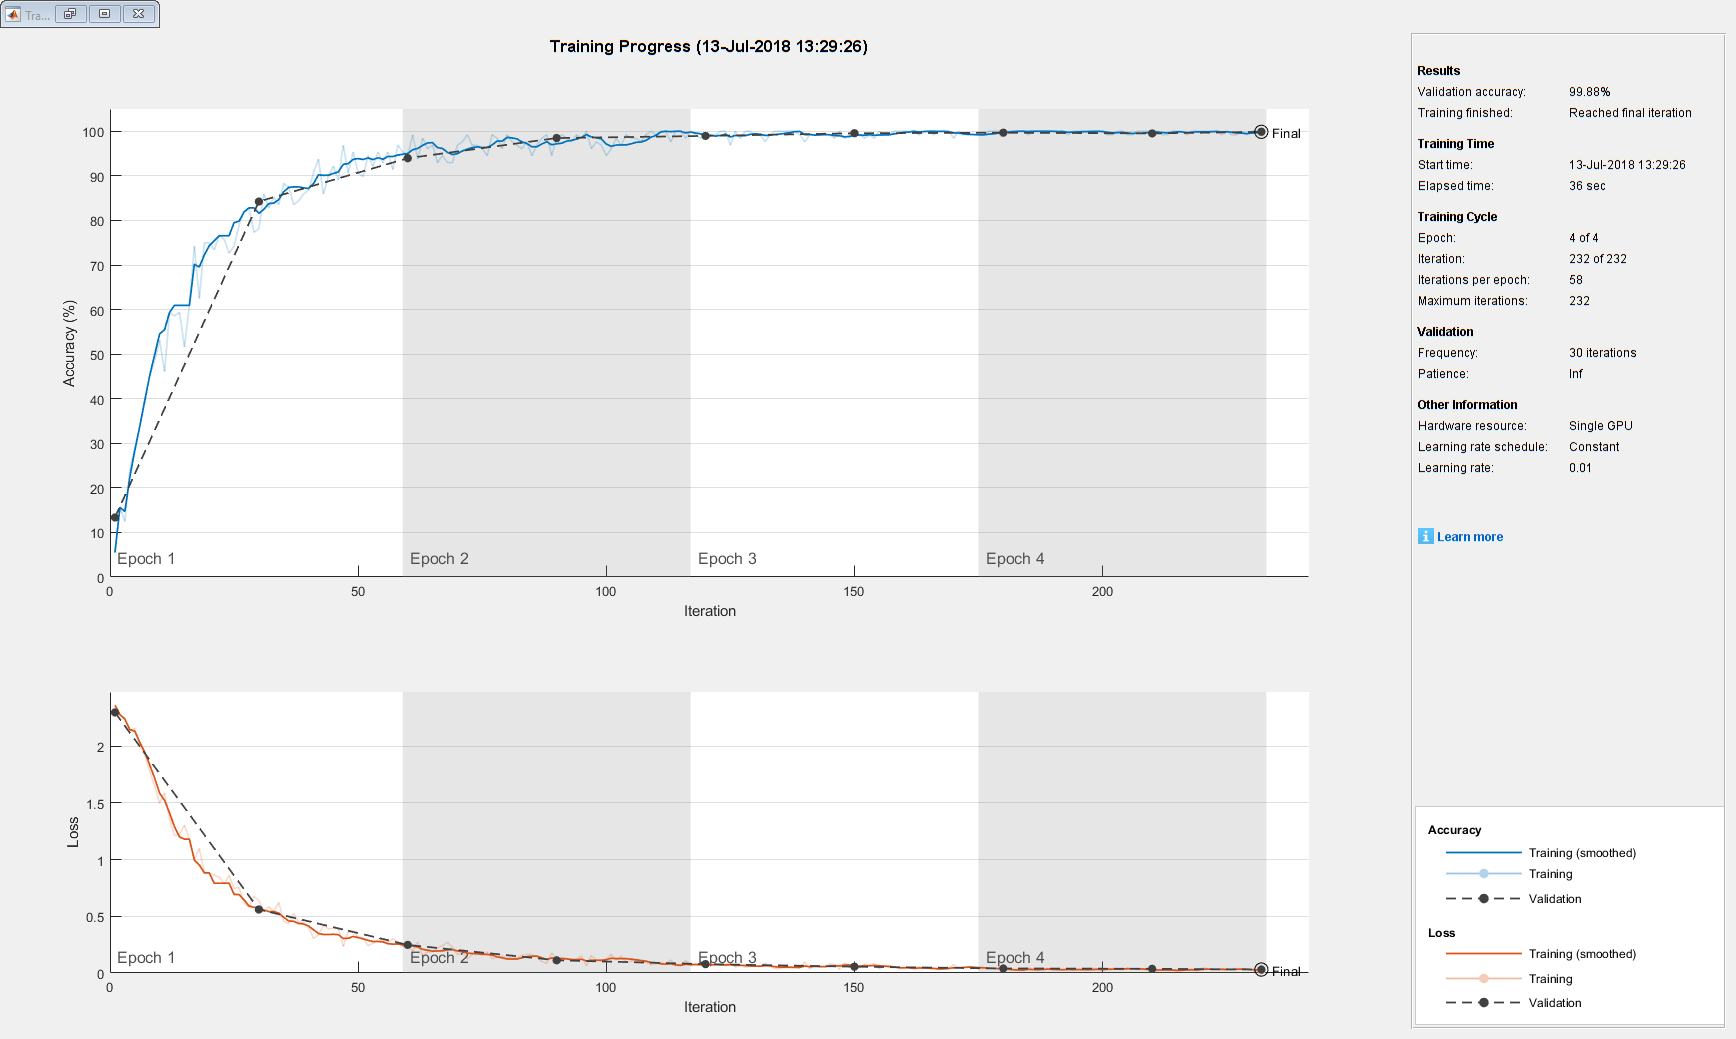 Tra...
Training Progress (13-Jul-2018 13:29:26)
100
90
80
70
60
50
40
30
20
10
0
Accuracy (%)
Epoch 1
Epoch 2
Epoch 3
Epoch 4
Final
0
50
100
150
200
Iteration
2
1.5
1
0.5
0
Loss
Epoch 1
Epoch 2
Epoch 3
Epoch 4
Final
0
50
100
150
200
Iteration
Results
Validation accuracy: 99.88%
Training finished: Reached final iteration
Training Time
Start time: 13-Jul-2018 13:29:26
Elapsed time: 36 sec
Training Cycle
Epoch: 4 of 4
Iteration: 232 of 232
Iterations per epoch: 58
Maximum iterations: 232
Validation
Frequency: 30 iterations
Patience: Inf
Other Information
Hardware resource: Single GPU
Learning rate schedule: Constant
Learning rate: 0.01
i Learn more
Accuracy
Training (smoothed)
Training
Validation
Loss
Training (smoothed)
Training
Validation